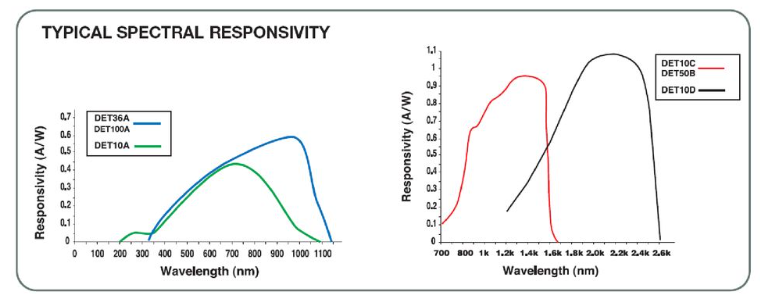 TYPICAL SPECTRAL RESPONSIVITY
Responsivity (A/W)
0.7
0.6
0.5
0.4
0.3
0.2
0.1
0
DET36A
DET100A
DET10A
0 100 200 300 400 500 600 700 800 900 1000 1100
Wavelength (nm)
Responsivity (A/W)
1.1
1
0.9
0.8
0.7
0.6
0.5
0.4
0.3
0.2
0.1
0
DET10C
DET50B
DET10D
700 800 1k 1.2k 1.4k 1.6k 1.8k 2.0k 2.2k 2.4k 2.6k
Wavelength (nm)